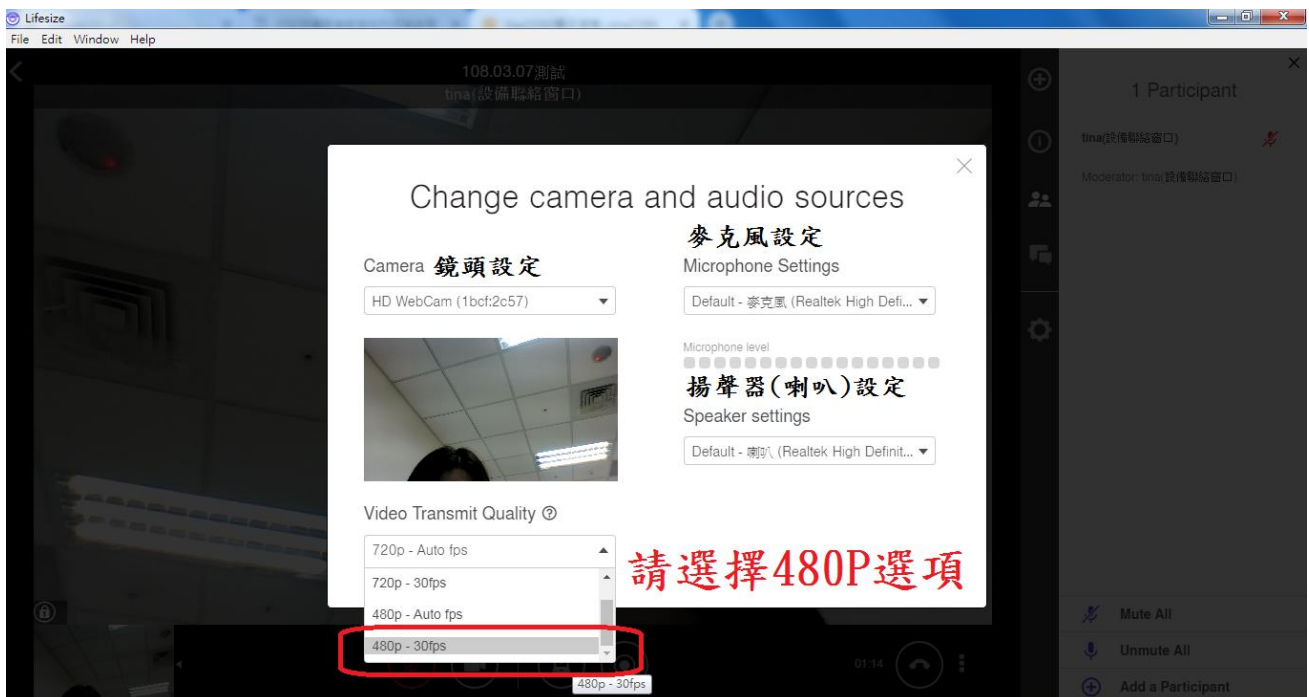 Lifesize
File Edit Window Help
108.03.07測試
tina(設備聯絡窗口)
1 Participant
tina(設備聯絡窗口)
Moderator: tina(設備聯絡窗口)
Change camera and audio sources
Camera 鏡頭設定
HD WebCam (1bcf:2c57)
麥克風設定
Microphone Settings
Default - 麥克風 (Realtek High Defi...
Microphone level
揚聲器(喇叭)設定
Speaker settings
Default - 喇叭 (Realtek High Definit...
Video Transmit Quality
720p - Auto fps
720p - 30fps
480p - Auto fps
480p - 30fps
請選擇480P選項
480p - 30fps
01:14
Mute All
Unmute All
Add a Participant